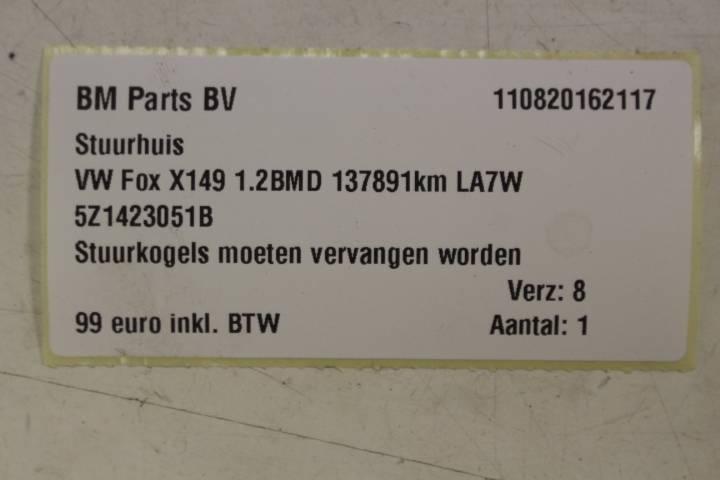 BM Parts BV 110820162117
Stuurhuis
VW Fox X149 1.2BMD 137891km LA7W
5Z1423051B
Stuurkogels moeten vervangen worden
Verz: 8
99 euro inkl. BTW Aantal: 1